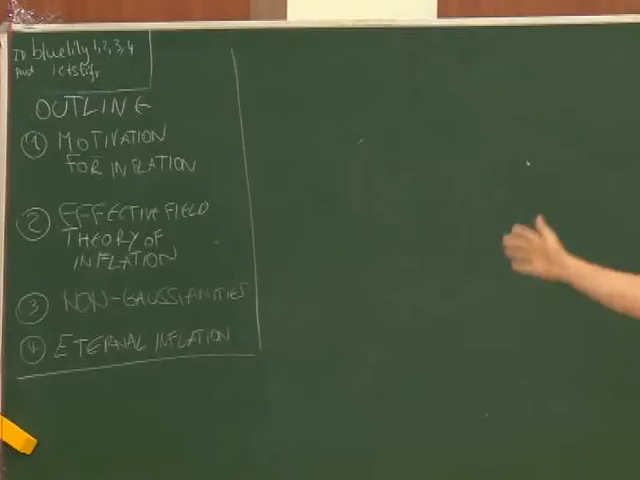 ID bluelily 1,2,3,4
OUTLINE
① MOTIVATION
FOR INFLATION
② EFFECTIVE FIELD
THEORY OF
INFLATION
③ NON-GAUSSIANITIES
④ ETERNAL INFLATION